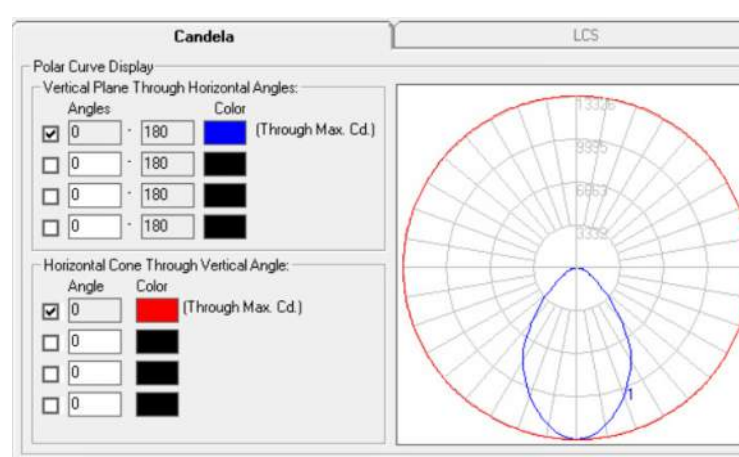 Candela
LCS
Polar Curve Display
Vertical Plane Through Horizontal Angles:
Angles Color
0 - 180 (Through Max. Cd.)
0 - 180
0 - 180
0 - 180
Horizontal Cone Through Vertical Angle:
Angle Color
0 (Through Max. Cd.)
0
0
0
13326
9995
6663
1